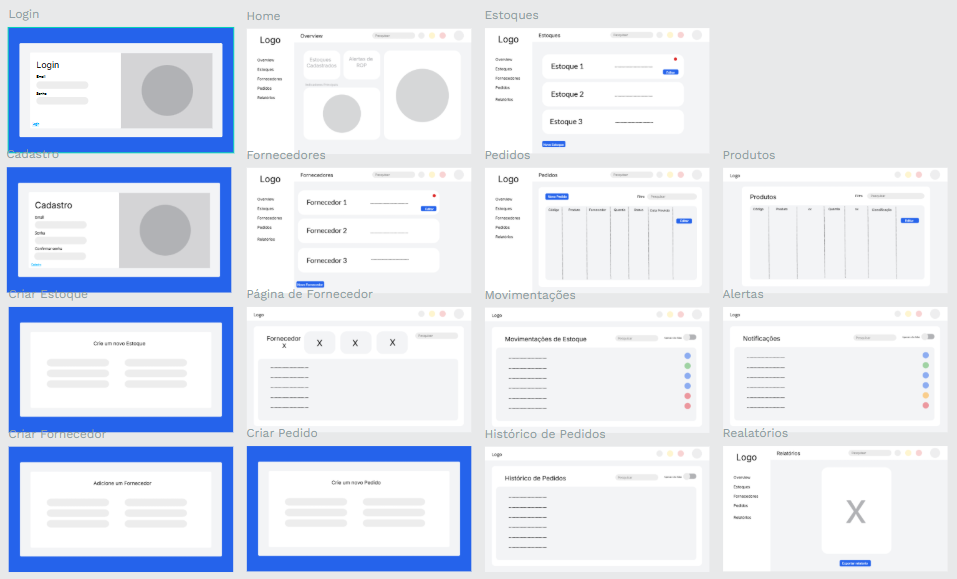 Login
Home
Estoques
Login
Email
Senha
Logo
Overview
Pesquisar
Overview
Estoques
Fornecedores
Pedidos
Relatórios
Estoques
Cadastrados
Alertas de
Logo
Estoques
Pesquisar
Overview
Estoques
Fornecedores
Pedidos
Relatórios
Estoque 1
Editar
Estoque 2
Estoque 3
Novo Estoque
Cadastro
Fornecedores
Pedidos
Produtos
Cadastro
Email
Senha
Confirmar senha
Logo
Fornecedores
Pesquisar
Overview
Estoques
Fornecedores
Pedidos
Relatórios
Fornecedor 1
Editar
Fornecedor 2
Fornecedor 3
Novo Fornecedor
Logo
Pedidos
Pesquisar
Overview
Estoques
Fornecedores
Pedidos
Relatórios
Novo Pedido
Filtro
Pesquisar
Código
Produto
Fornecedor
Quantia
Status
Editar
Logo
Produtos
Filtro
Pesquisar
Código
Produto
Quantia
Editar
Criar Estoque
Página de Fornecedor
Movimentações
Alertas
Crie um novo Estoque
Logo
Fornecedor
X
X
X
X
Pesquisar
Logo
Movimentações de Estoque
Pesquisar
Logo
Notificações
Pesquisar
Criar Fornecedor
Criar Pedido
Histórico de Pedidos
Realatórios
Adicione um Fornecedor
Crie um novo Pedido
Logo
Histórico de Pedidos
Pesquisar
Logo
Relatórios
Pesquisar
Overview
Estoques
Fornecedores
Pedidos
Relatórios
X
Exportar relatório